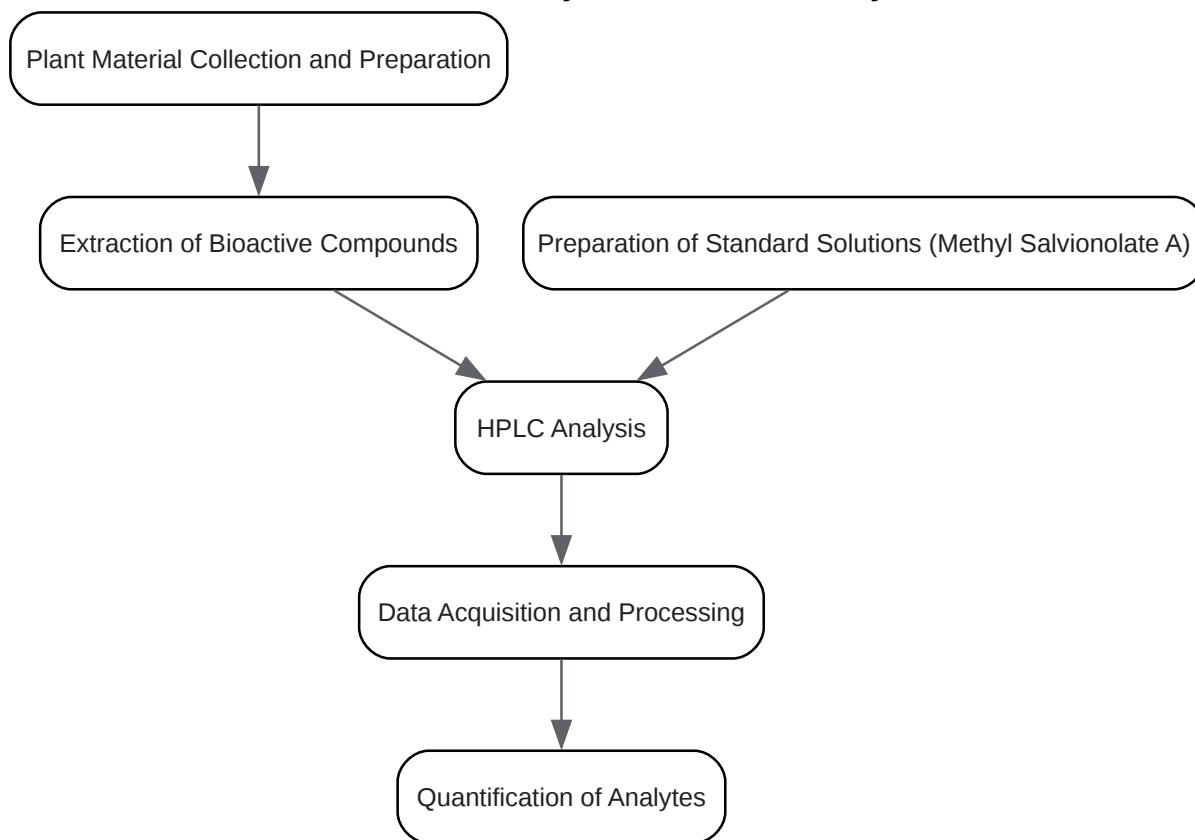 Plant Material Collection and Preparation
Extraction of Bioactive Compounds
Preparation of Standard Solutions (Methyl Salvionolate A)
HPLC Analysis
Data Acquisition and Processing
Quantification of Analytes